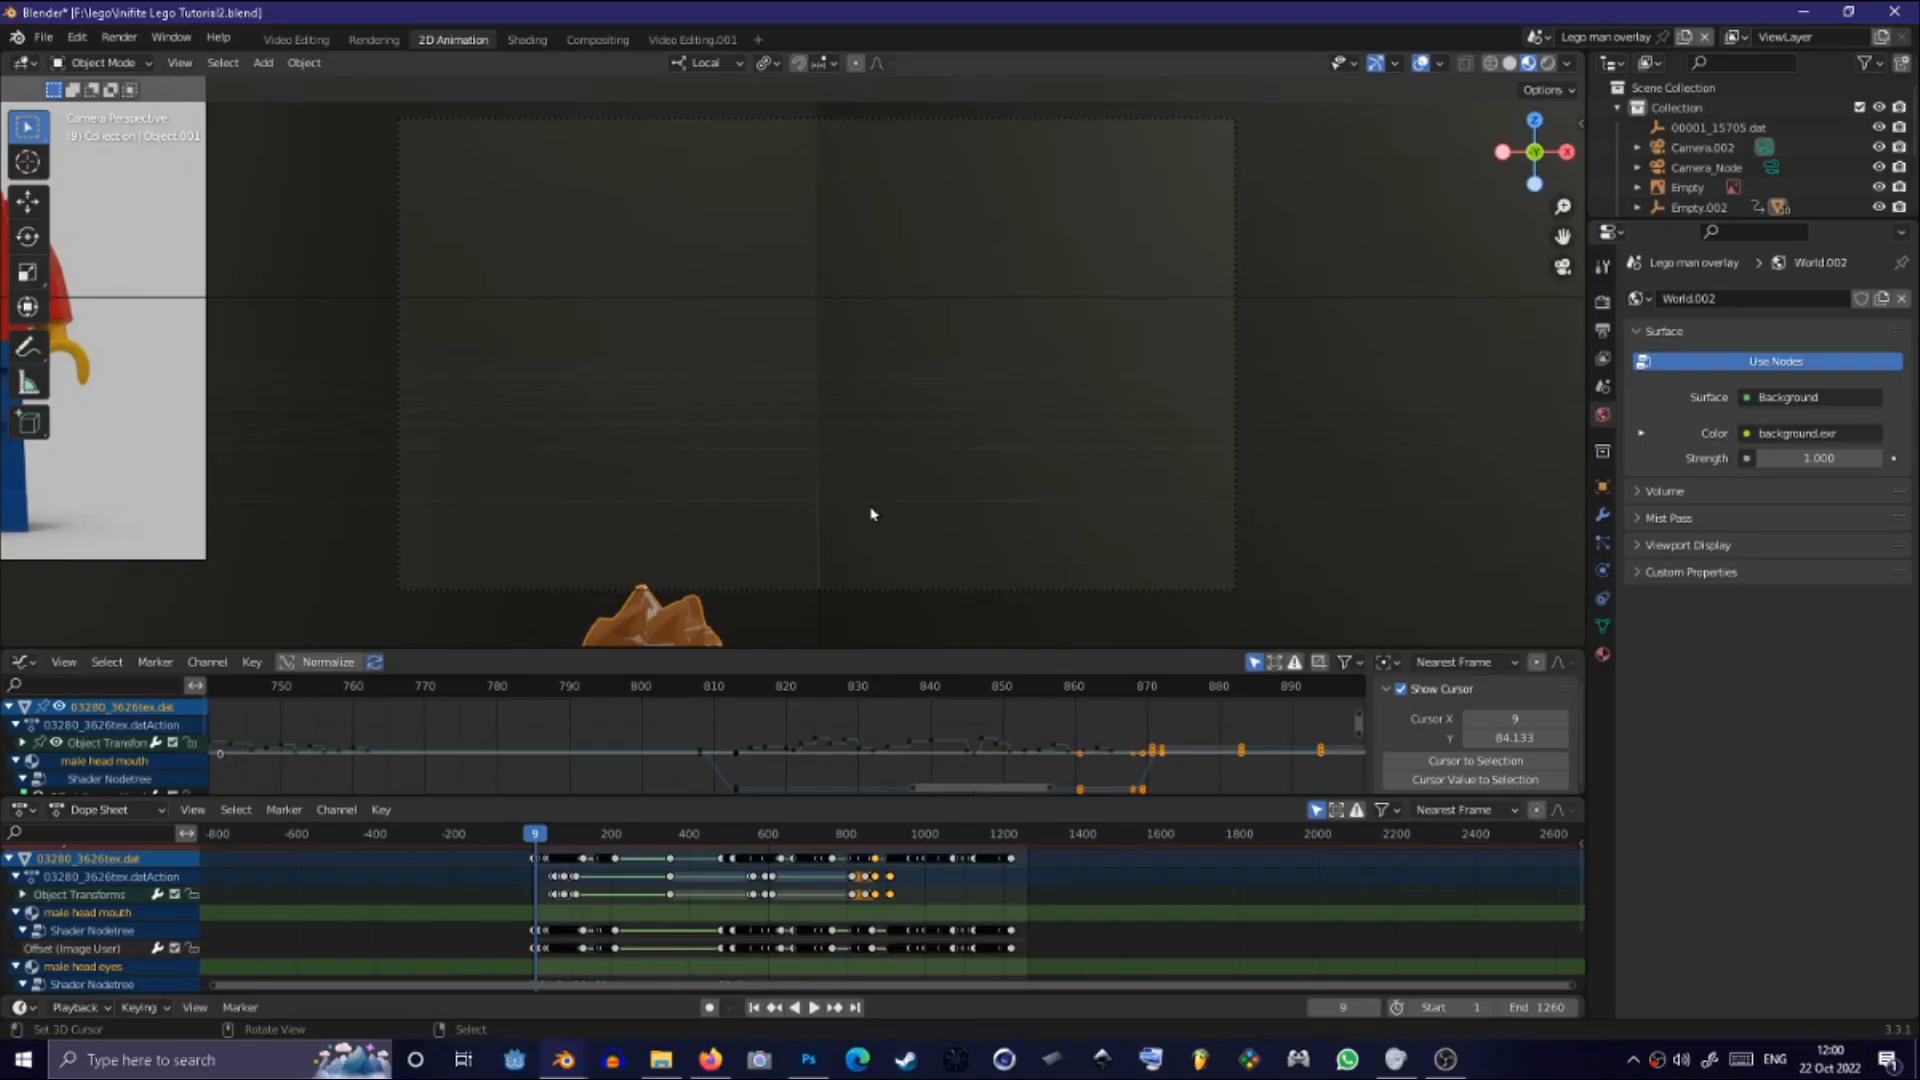 Blender* [F:\lego\Inifite Lego Tutorial2.blend]
File Edit Render Window Help Video Editing Rendering 2D Animation Shading Compositing Video Editing.001 + Lego man overlay ViewLayer
Object Mode View Select Add Object Local
Options
Camera Perspective
(9) Collection | Object.001
Z
Y
X
Scene Collection
Collection
00001_15705.dat
Camera.002
Camera_Node
Empty
Empty.002
Lego man overlay > World.002
World.002
Surface
Use Nodes
Surface Background
Color background.exr
Strength 1.000
Volume
Mist Pass
Viewport Display
Custom Properties
View Select Marker Channel Key Normalize Nearest Frame
750 760 770 780 790 800 810 820 830 840 850 860 870 880 890
03280_3626tex.dat
03280_3626tex.datAction
Object Transforn
male head mouth
Shader Nodetree
0
Show Cursor
Cursor X 9
Y 84.133
Cursor to Selection
Cursor Value to Selection
Dope Sheet View Select Marker Channel Key Nearest Frame
-800 -600 -400 -200 9 200 400 600 800 1000 1200 1400 1600 1800 2000 2200 2400 2600
03280_3626tex.dat
03280_3626tex.datAction
Object Transforms
male head mouth
Shader Nodetree
Offset (Image User)
male head eyes
Shader Nodetree
Playback Keying View Marker 9 Start 1 End 1260
Set 3D Cursor Rotate View Select 3.3.1
Type here to search
Ps
ENG
12:00
22 Oct 2022
1